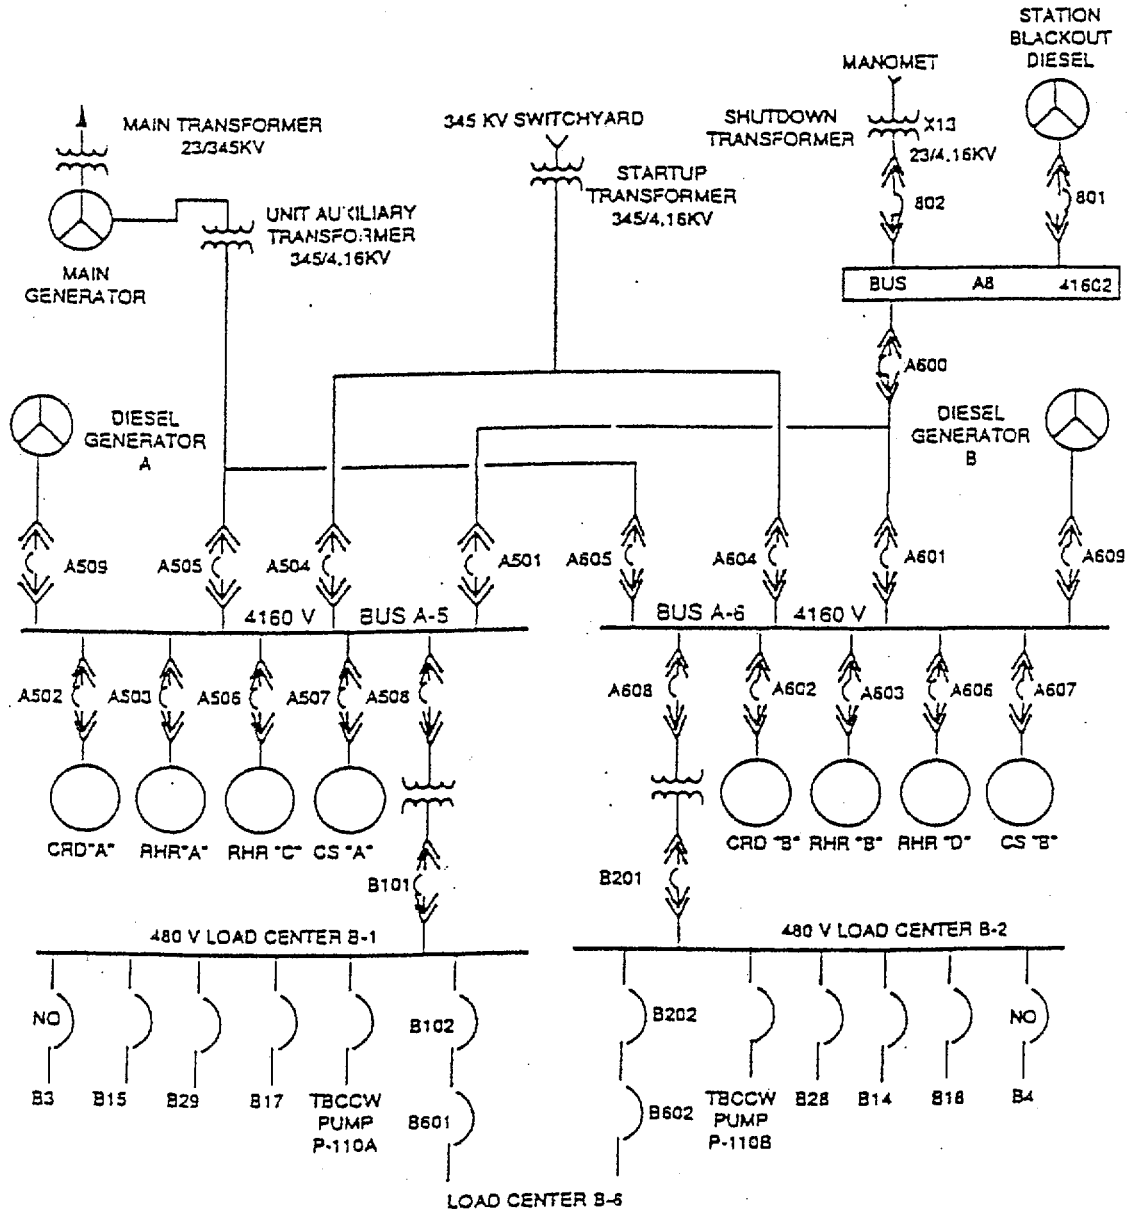 STATION
BLACKOUT
DIESEL
MANOMET
345 KV SWITCHYARD
MAIN TRANSFORMER
23/345KV
SHUTDOWN
TRANSFORMER
X13
23/4.16KV
STARTUP
TRANSFORMER
345/4.16KV
802
801
UNIT AUXILIARY
TRANSFORMER
345/4.16KV
MAIN
GENERATOR
BUS A8 41602
A600
DIESEL
GENERATOR
A
DIESEL
GENERATOR
B
A509
A505
A504
A501
A605
A604
A601
A609
4160 V BUS A-5
BUS A-6 4160 V
A502
A503
A506
A507
A508
A608
A602
A603
A606
A607
CRD"A"
RHR"A"
RHR "C"
CS "A"
CRD "B"
RHR "B"
RHR "D"
CS "B"
B101
B201
480 V LOAD CENTER B-1
480 V LOAD CENTER B-2
NO
B102
B202
NO
B3
B15
B29
B17
TBCCW
PUMP
P-110A
B601
B602
TBCCW
PUMP
P-110B
B28
B14
B18
B4
LOAD CENTER B-6